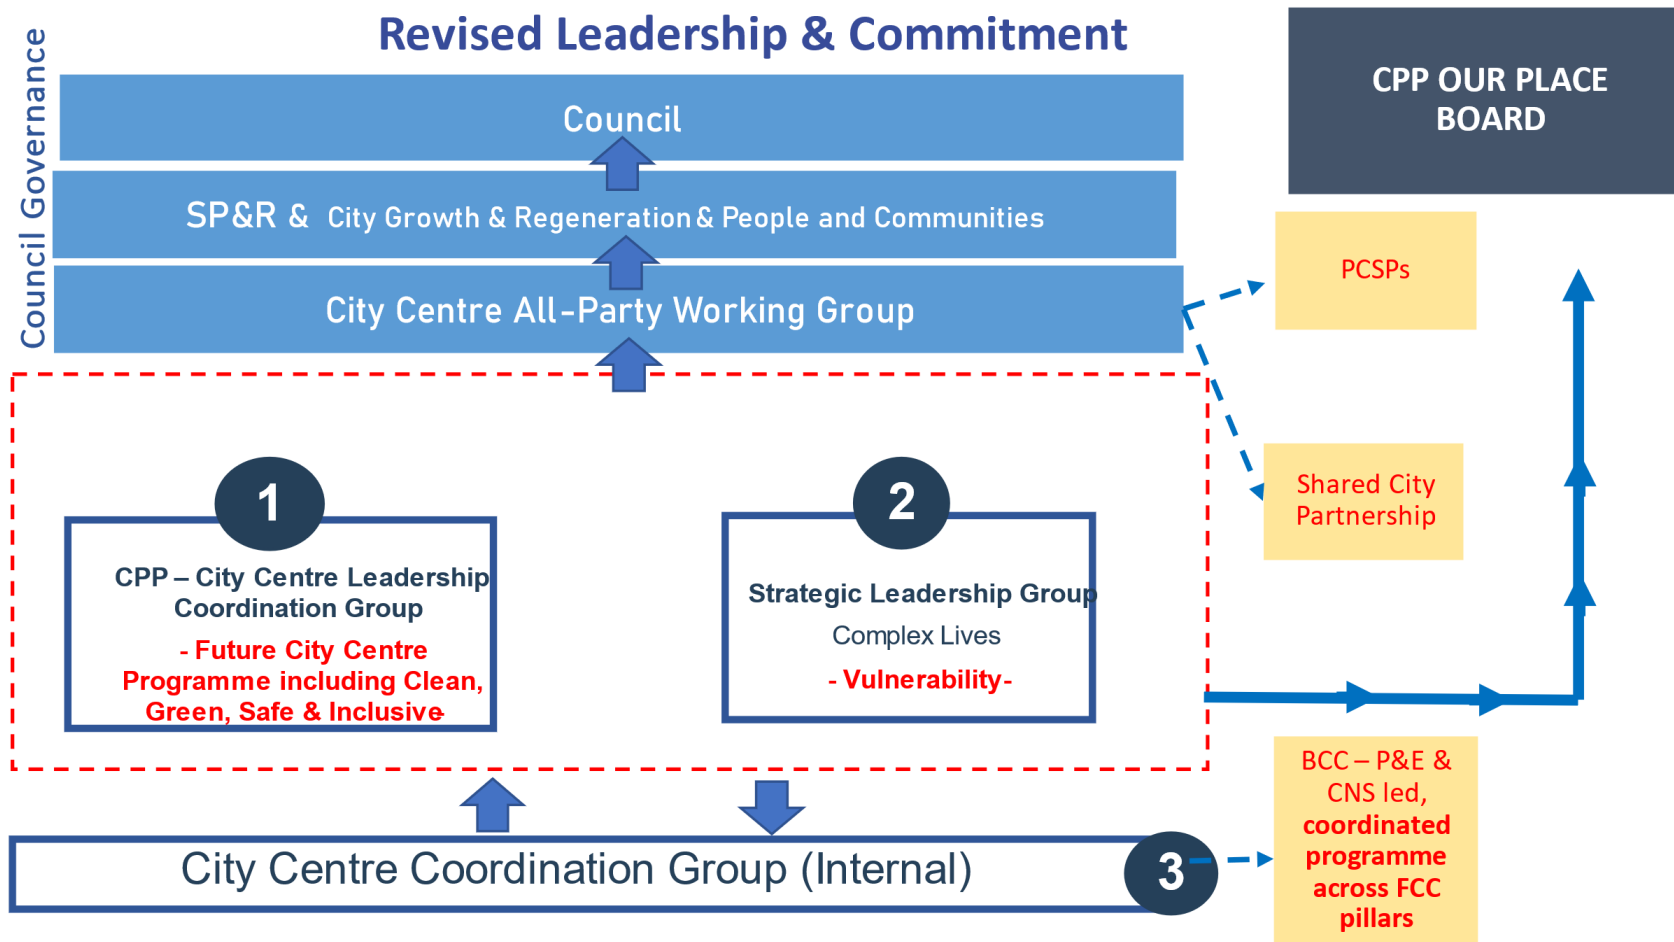 Revised Leadership & Commitment
Council Governance
Council
SP&R & City Growth & Regeneration & People and Communities
City Centre All-Party Working Group
CPP OUR PLACE
BOARD
PCSPs
Shared City
Partnership
1
CPP – City Centre Leadership
Coordination Group
- Future City Centre
Programme including Clean,
Green, Safe & Inclusive-
2
Strategic Leadership Group
Complex Lives
- Vulnerability-
City Centre Coordination Group (Internal)
3
BCC – P&E &
CNS led,
coordinated
programme
across FCC
pillars